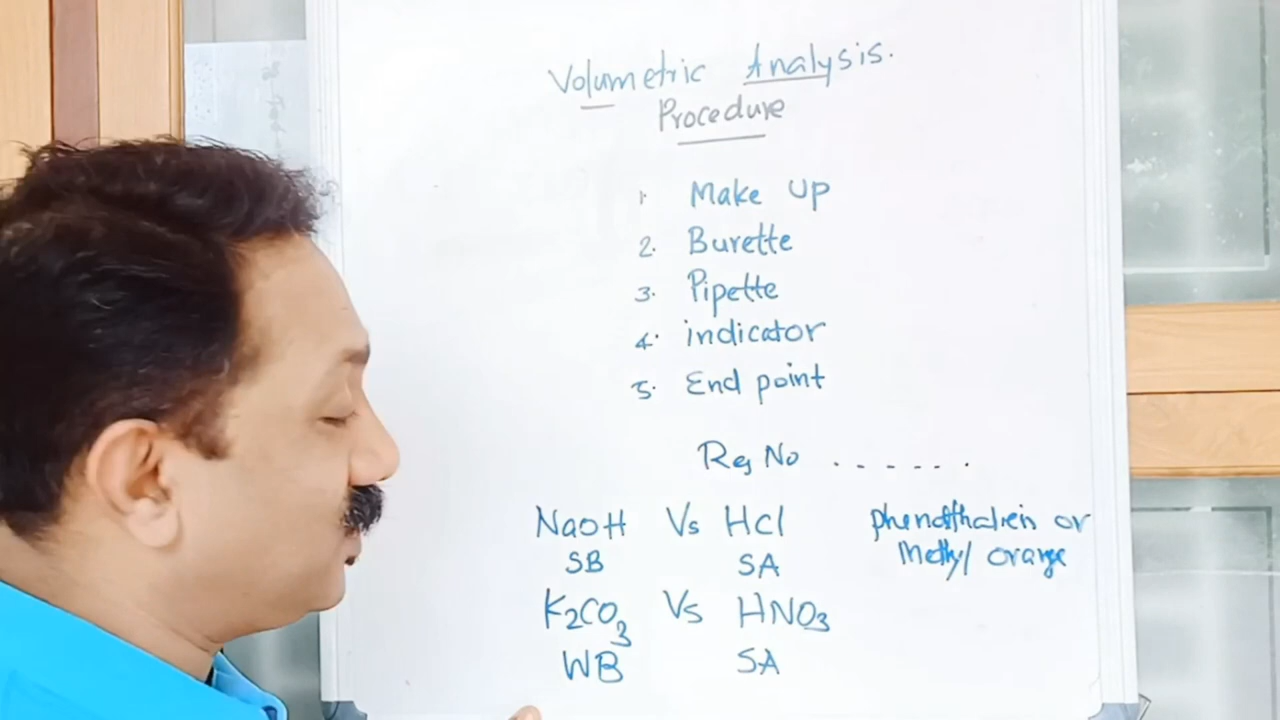 Volumetric Analysis.
Procedure
1. Make up
2. Burette
3. Pipette
4. indicator
5. End point
Reg No . . . . . .
NaOH Vs HCl phenolfthalien or
SB SA Methyl orange
K2CO3 Vs HNO3
WB SA